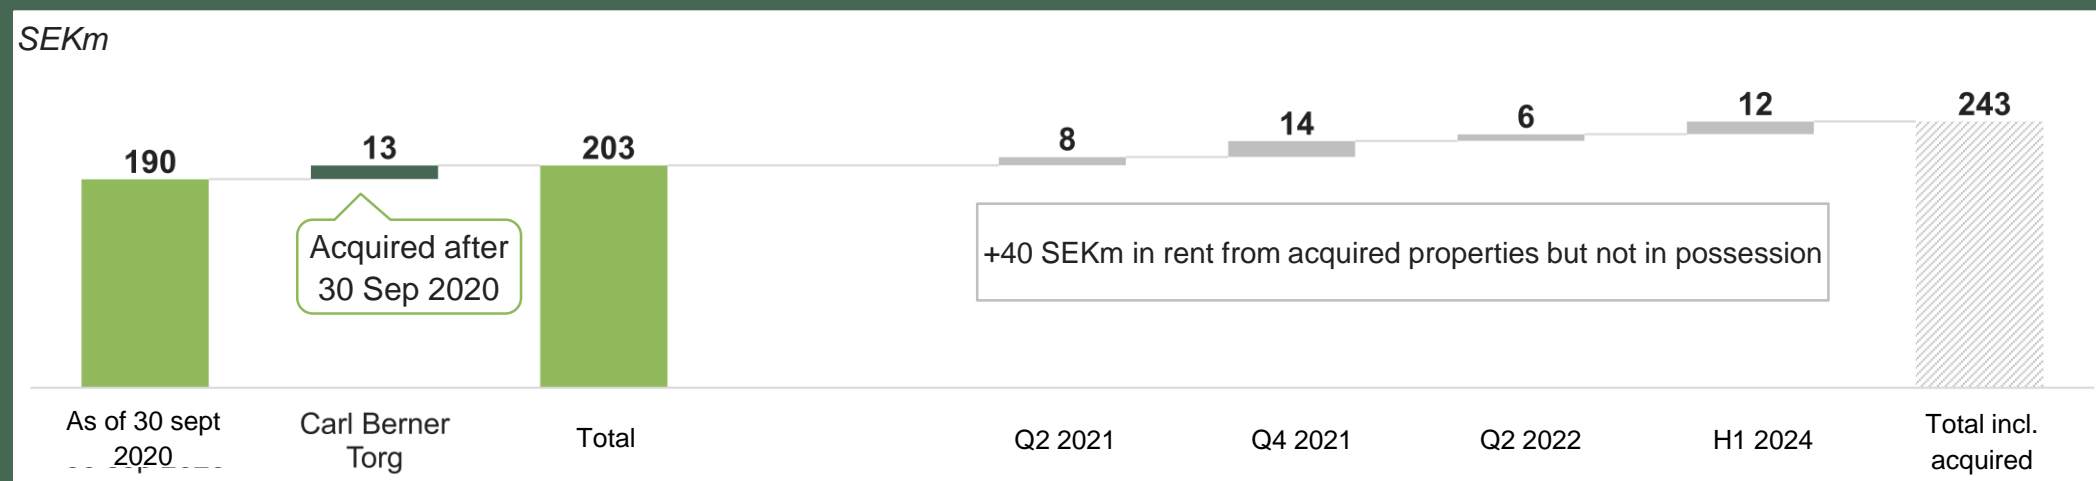 SEKm
190
13
203
8
14
6
12
243
Acquired after
30 Sep 2020
+40 SEKm in rent from acquired properties but not in possession
As of 30 sept
2020
Carl Berner
Torg
Total
Q2 2021
Q4 2021
Q2 2022
H1 2024
Total incl.
acquired